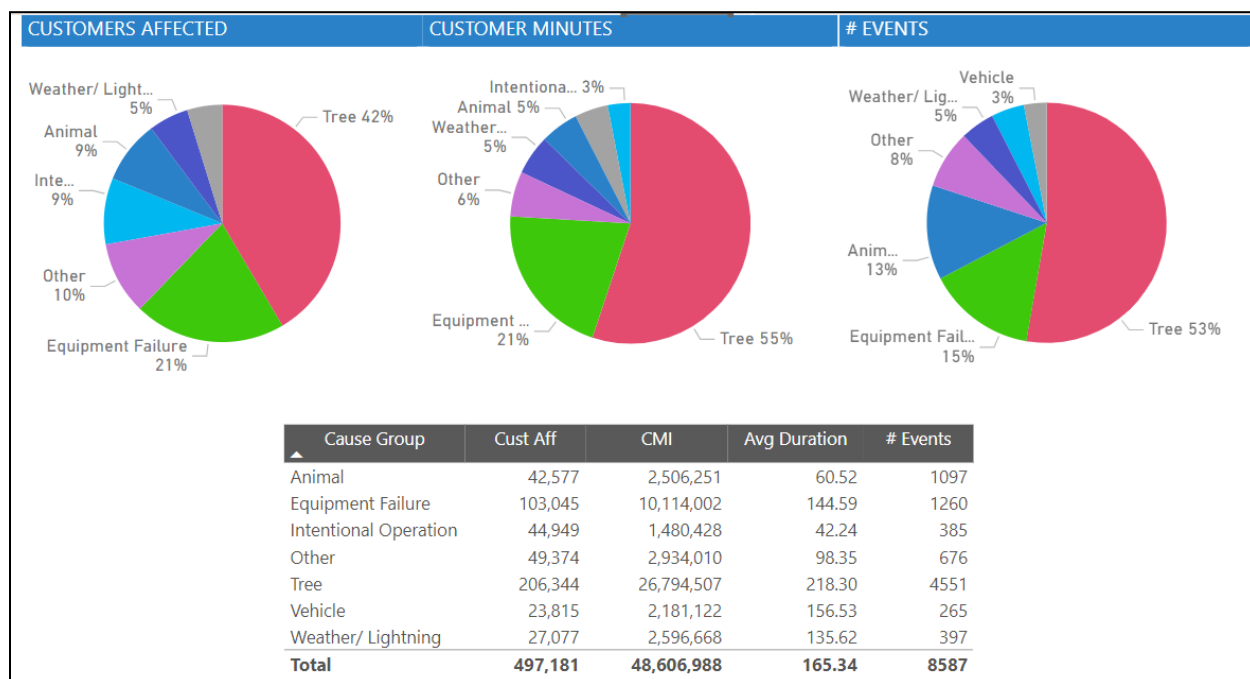 CUSTOMERS AFFECTED
Weather/ Light...
5%
Animal
9%
Inte...
9%
Other
10%
Equipment Failure
21%
Tree 42%
CUSTOMER MINUTES
Intentiona... 3%
Animal 5%
Weather...
5%
Other
6%
Equipment ...
21%
Tree 55%
# EVENTS
Vehicle
3%
Weather/ Lig...
5%
Other
8%
Anim...
13%
Equipment Fail...
15%
Tree 53%
Cause Group Cust Aff CMI Avg Duration # Events
Animal 42,577 2,506,251 60.52 1097
Equipment Failure 103,045 10,114,002 144.59 1260
Intentional Operation 44,949 1,480,428 42.24 385
Other 49,374 2,934,010 98.35 676
Tree 206,344 26,794,507 218.30 4551
Vehicle 23,815 2,181,122 156.53 265
Weather/ Lightning 27,077 2,596,668 135.62 397
Total 497,181 48,606,988 165.34 8587